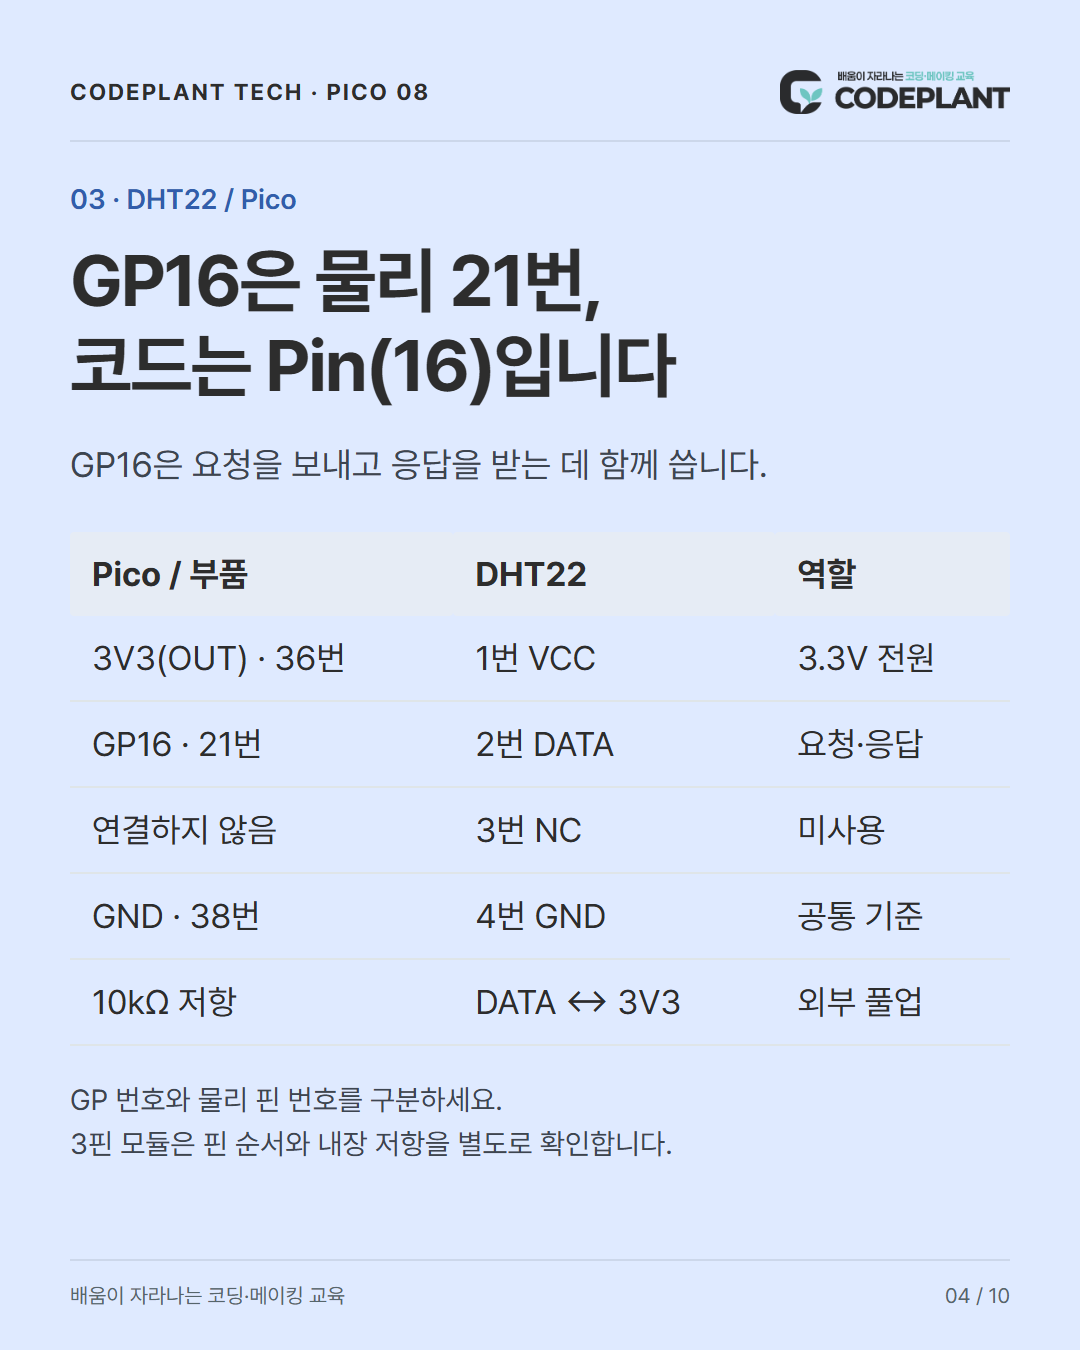 CODEPLANT TECH · PICO 08
배움이 자라나는 코딩·메이킹 교육
CODEPLANT
03 · DHT22 / Pico
GP16은 물리 21번,
코드는 Pin(16)입니다
GP16은 요청을 보내고 응답을 받는 데 함께 씁니다.
Pico / 부품 DHT22 역할
3V3(OUT) · 36번 1번 VCC 3.3V 전원
GP16 · 21번 2번 DATA 요청·응답
연결하지 않음 3번 NC 미사용
GND · 38번 4번 GND 공통 기준
10kΩ 저항 DATA ↔ 3V3 외부 풀업
GP 번호와 물리 핀 번호를 구분하세요.
3핀 모듈은 핀 순서와 내장 저항을 별도로 확인합니다.
배움이 자라나는 코딩·메이킹 교육 04 / 10